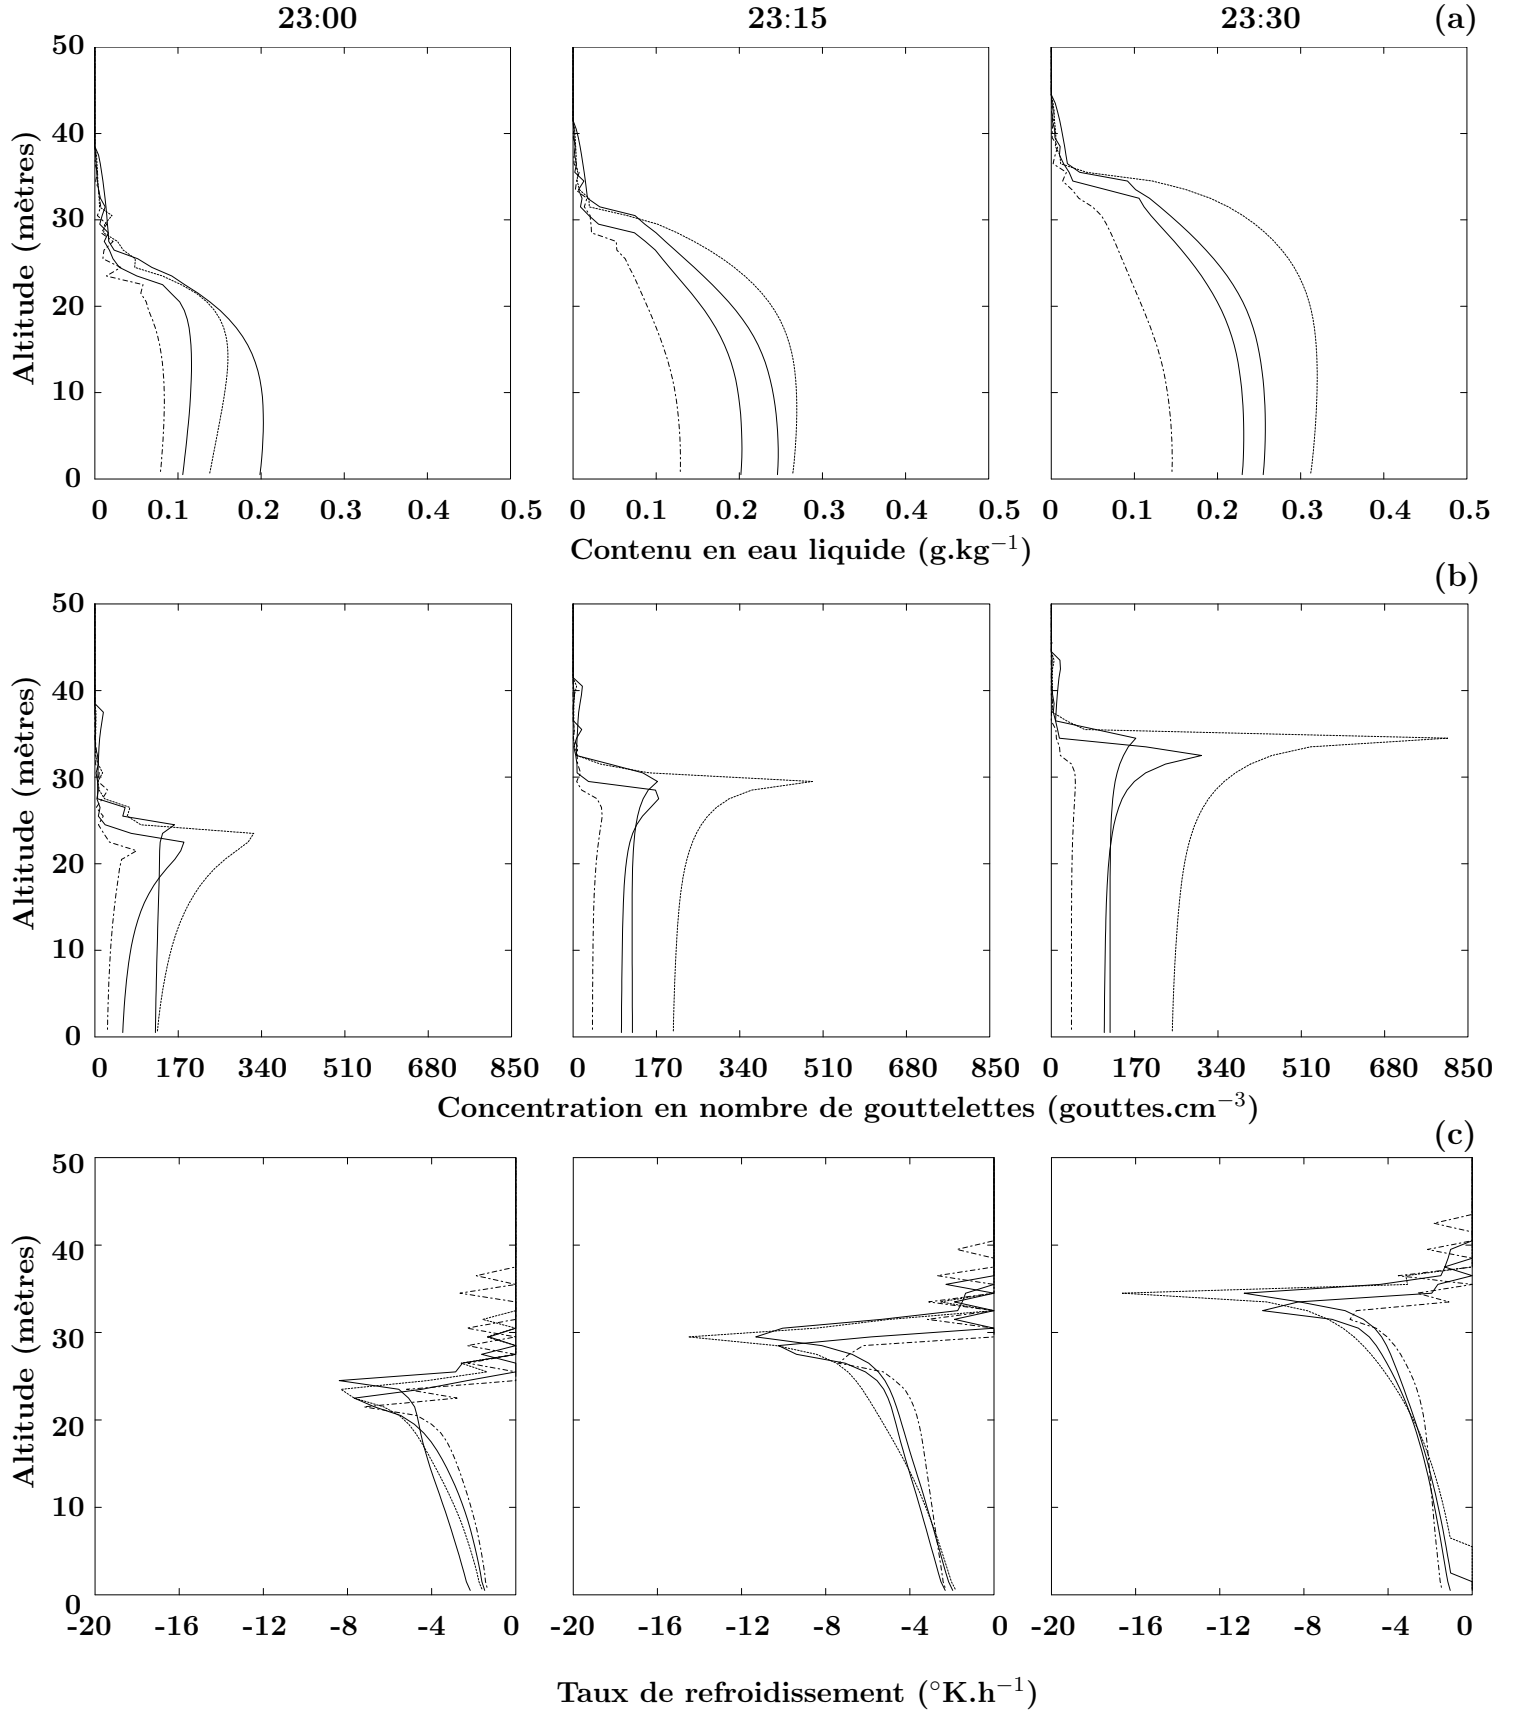 23:00 23:15 23:30 (a)
50
40
30
20
10
0
Altitude (mètres)
0 0.1 0.2 0.3 0.4 0.5 0 0.1 0.2 0.3 0.4 0.5 0 0.1 0.2 0.3 0.4 0.5
Contenu en eau liquide (g.kg⁻¹)
(b)
50
40
30
20
10
0
Altitude (mètres)
0 170 340 510 680 850 0 170 340 510 680 850 0 170 340 510 680 850
Concentration en nombre de gouttelettes (gouttes.cm⁻³)
(c)
50
40
30
20
10
0
Altitude (mètres)
-20 -16 -12 -8 -4 0 -20 -16 -12 -8 -4 0 -20 -16 -12 -8 -4 0
Taux de refroidissement (°K.h⁻¹)